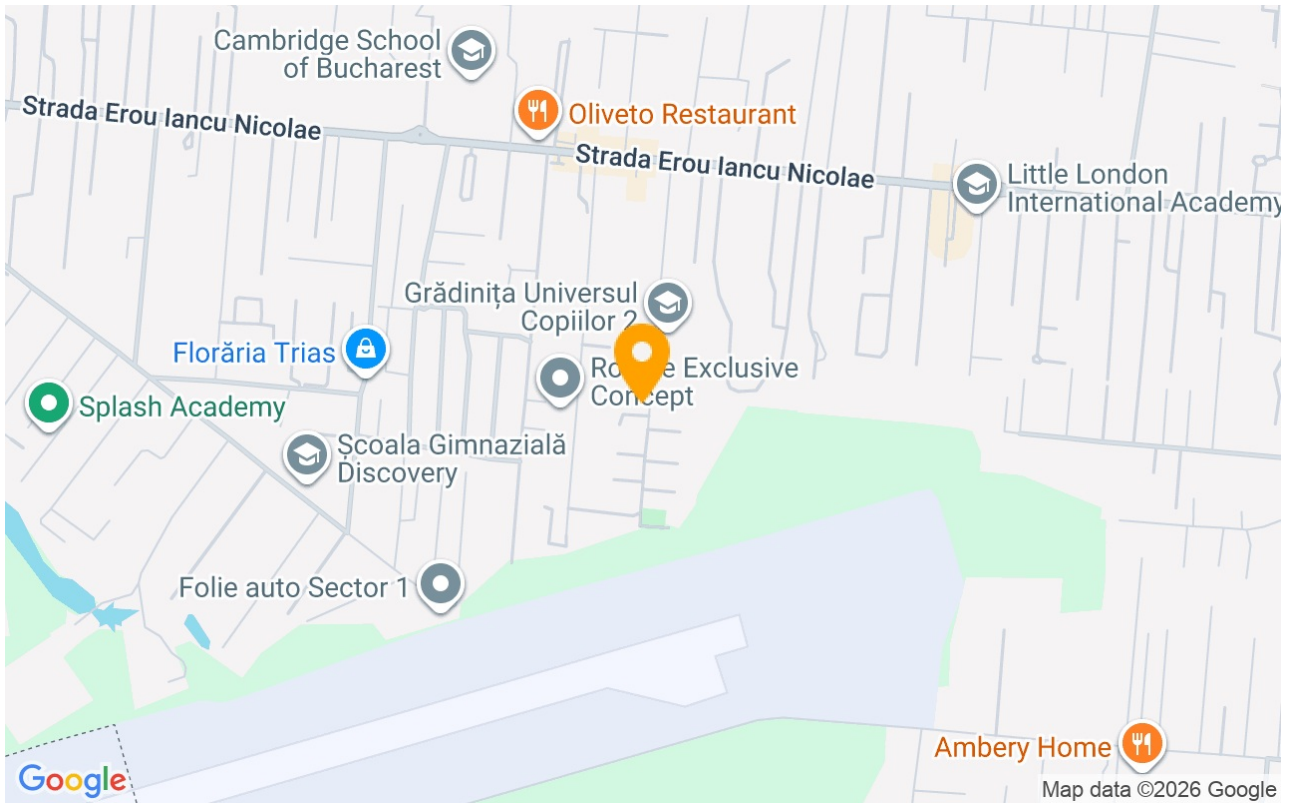 Cambridge School
of Bucharest
Strada Erou Iancu Nicolae
Oliveto Restaurant
Strada Erou Iancu Nicolae
Little London
International Academy
Grădinița Universul
Copiilor 2
Florăria Trias
Exclusive
Concept
Splash Academy
Școala Gimnazială
Discovery
Folie auto Sector 1
Ambery Home
Google
Map data ©2026 Google